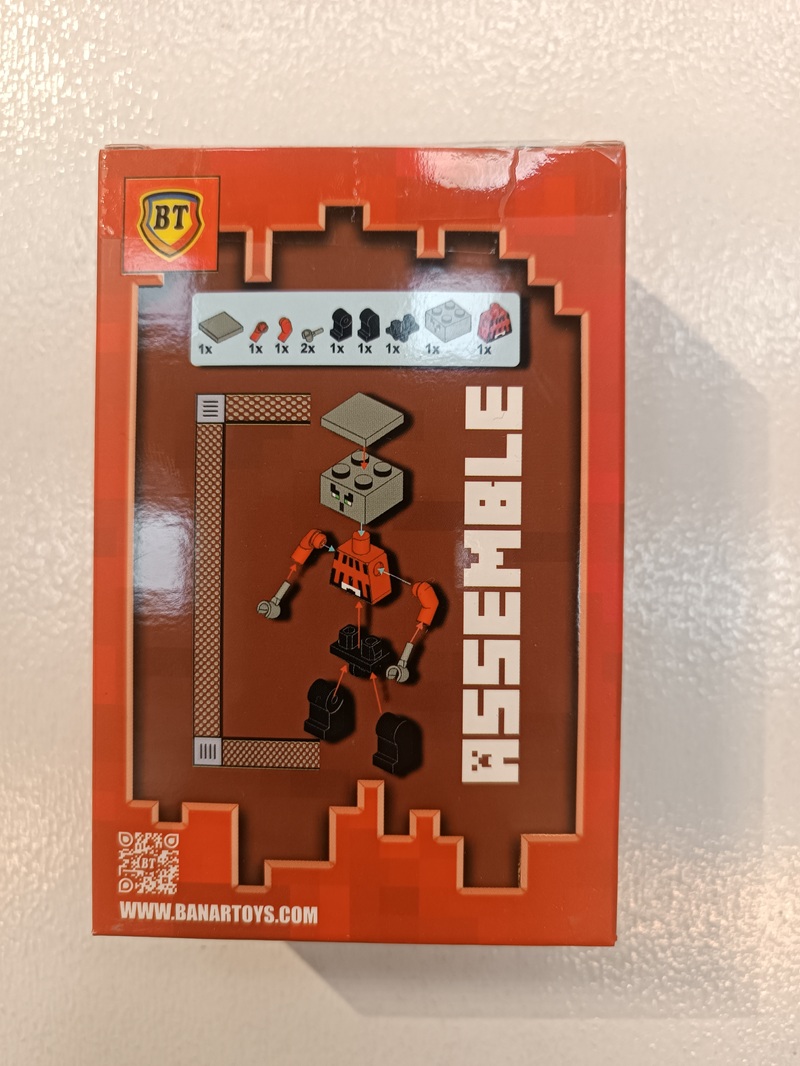 BT
1x 1x 1x 2x 1x 1x 1x 1x 1x
ASSEMBLE
BT
WWW.BANARTOYS.COM